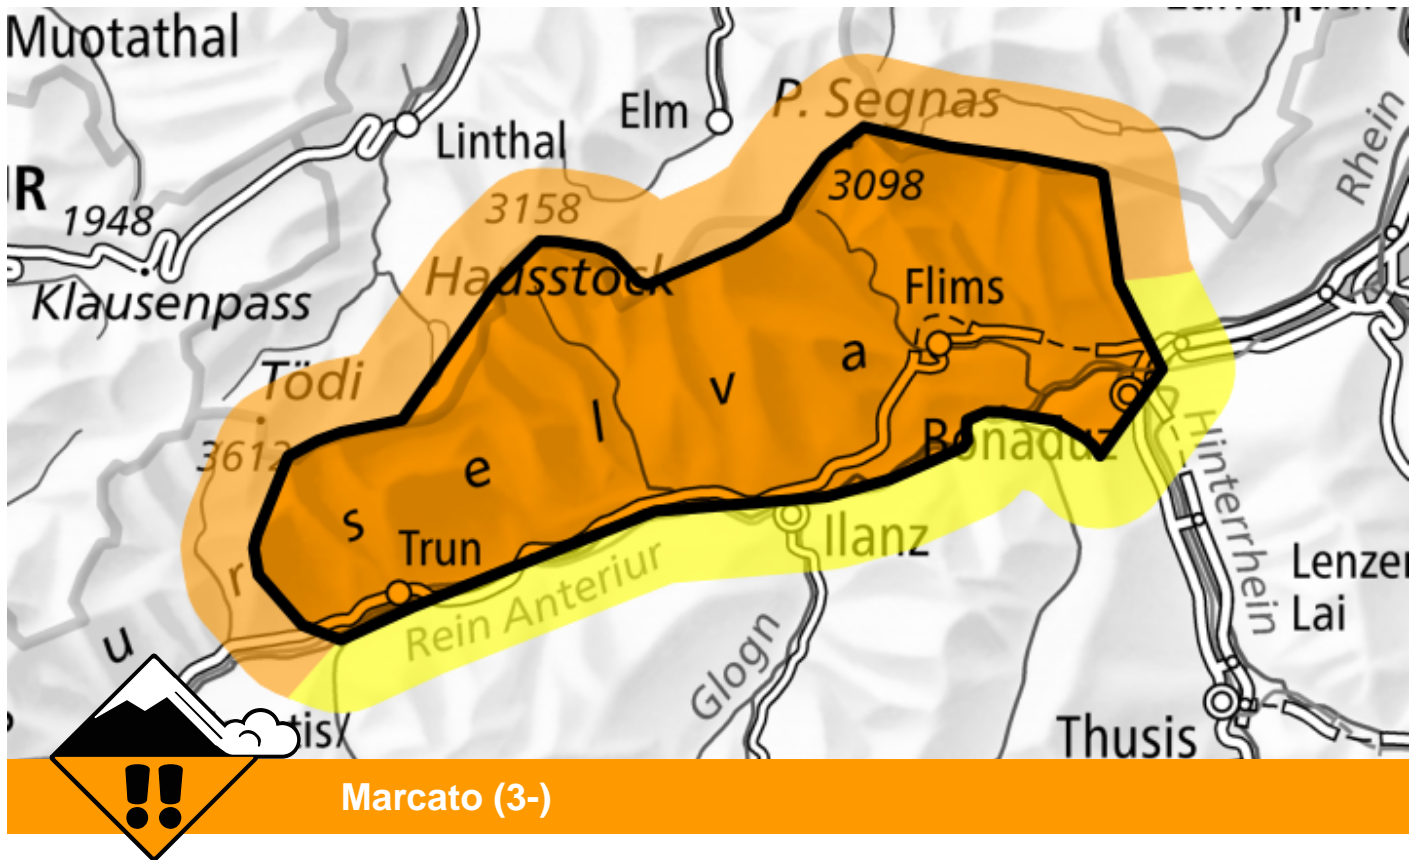 Muotathal
Elm
P. Segnas
Linthal
Rhein
R
1948
3158
3098
Klausenpass
Hausstock
Flims
Tödi
a
v
l
3612
e
Bonaduz
Hinterrhein
s
Trun
Ilanz
r
Rein Anteriur
Lenzer
Lai
u
Glogn
tis/
Thusis
Marcato (3-)